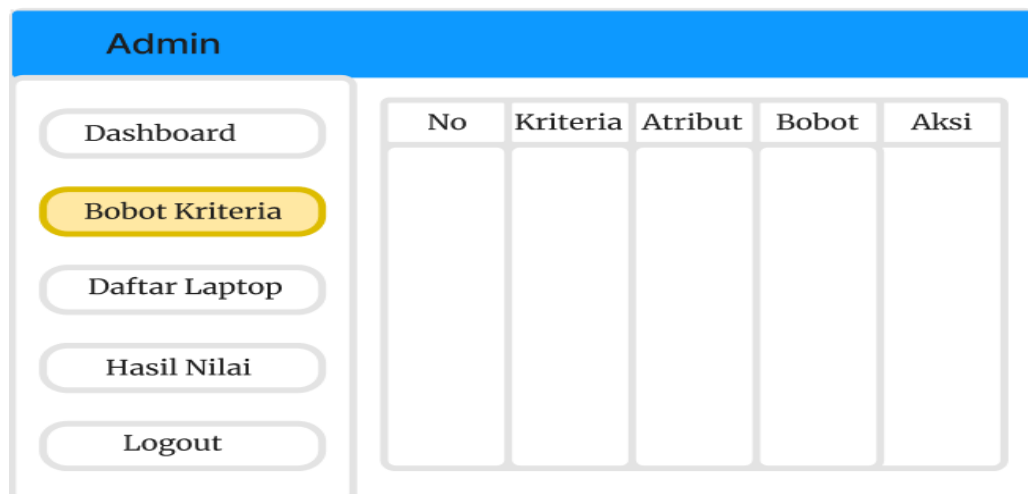 Admin
Dashboard
Bobot Kriteria
Daftar Laptop
Hasil Nilai
Logout
No Kriteria Atribut Bobot Aksi